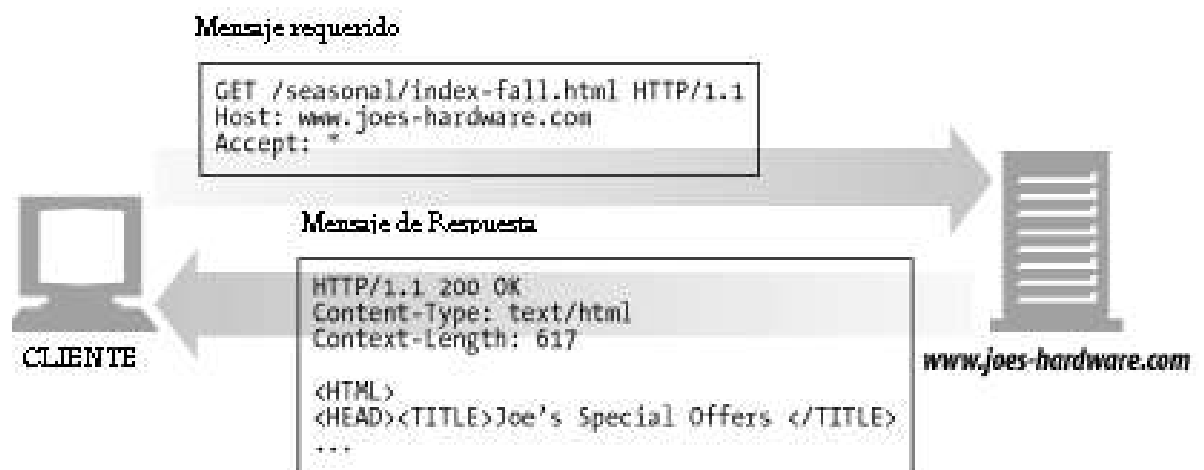 Mensaje requerido
GET /seasonal/index-fall.html HTTP/1.1
Host: www.joes-hardware.com
Accept: *
Mensaje de Respuesta
HTTP/1.1 200 OK
Content-Type: text/html
Context-Length: 617
<HTML>
<HEAD><TITLE>Joe's Special Offers </TITLE>
...
CLIENTE
www.joes-hardware.com